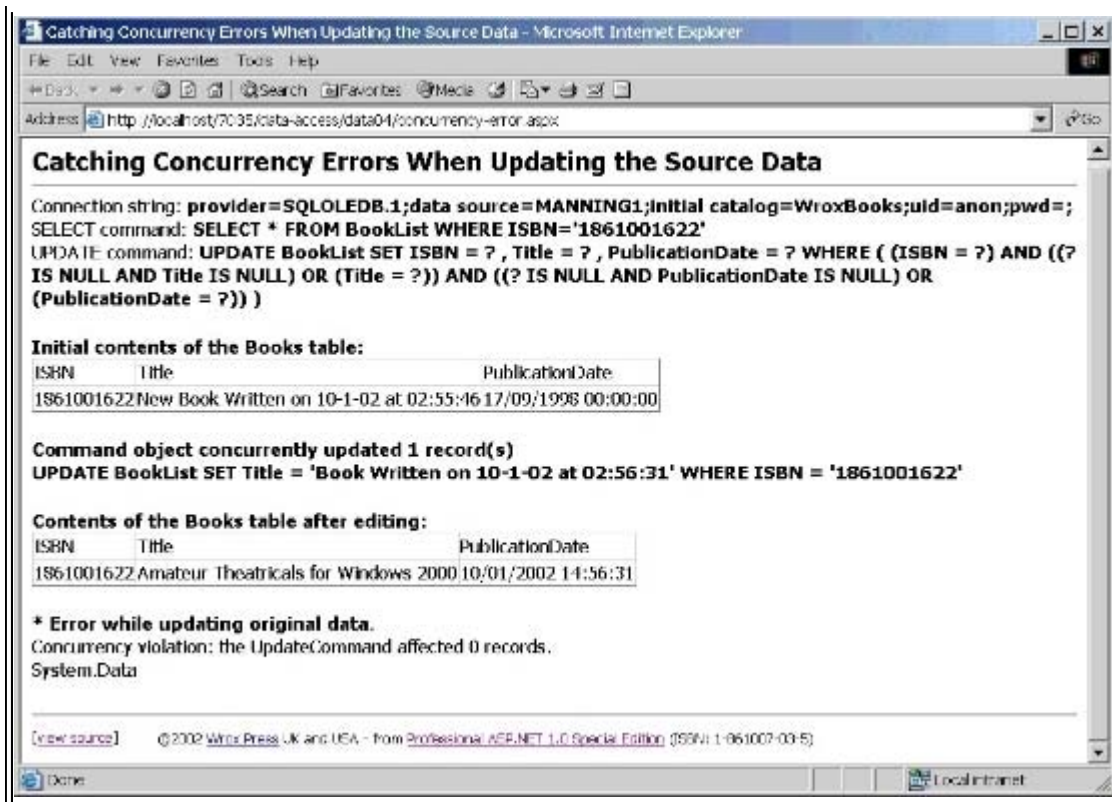 Catching Concurrency Errors When Updating the Source Data - Microsoft Internet Explorer
File Edit View Favorites Tools Help
Back Search Favorites Media
Address http://localhost/7035/data-access/data04/concurrency-error.aspx Go
Catching Concurrency Errors When Updating the Source Data
Connection string: provider=SQLOLEDB.1;data source=MANNING1;initial catalog=WroxBooks;uid=anon;pwd=;
SELECT command: SELECT * FROM BookList WHERE ISBN='1861001622'
UPDATE command: UPDATE BookList SET ISBN = ? , Title = ? , PublicationDate = ? WHERE ( (ISBN = ?) AND ((?
IS NULL AND Title IS NULL) OR (Title = ?)) AND ((? IS NULL AND PublicationDate IS NULL) OR
(PublicationDate = ?)) )
Initial contents of the Books table:
ISBN Title PublicationDate
1861001622 New Book Written on 10-1-02 at 02:55:46 17/09/1998 00:00:00
Command object concurrently updated 1 record(s)
UPDATE BookList SET Title = 'Book Written on 10-1-02 at 02:56:31' WHERE ISBN = '1861001622'
Contents of the Books table after editing:
ISBN Title PublicationDate
1861001622 Amateur Theatricals for Windows 2000 10/01/2002 14:56:31
* Error while updating original data.
Concurrency violation: the UpdateCommand affected 0 records.
System.Data
[view source] ©2002 Wrox Press UK and USA - from Professional ASP.NET 1.0 Special Edition (ISBN: 1-861007-03-5)
Done Local intranet